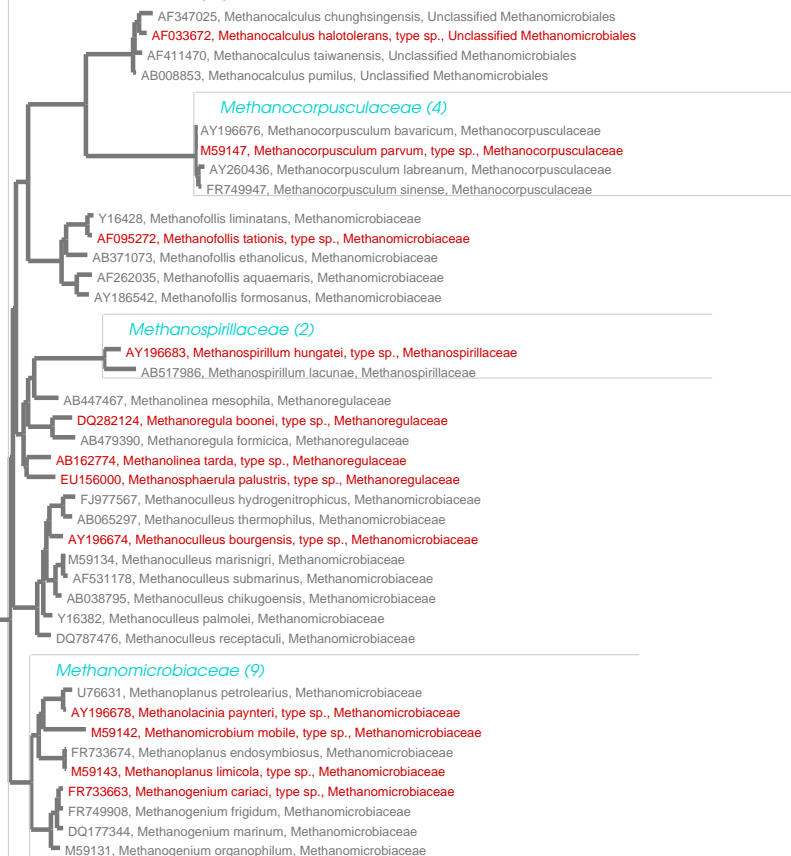 AF347025, Methanocalculus chunghsingensis, Unclassified Methanomicrobiales
AF033672, Methanocalculus halotolerans, type sp., Unclassified Methanomicrobiales
AF411470, Methanocalculus taiwanensis, Unclassified Methanomicrobiales
AB008853, Methanocalculus pumilus, Unclassified Methanomicrobiales
Methanocorpusculaceae (4)
AY196676, Methanocorpusculum bavaricum, Methanocorpusculaceae
M59147, Methanocorpusculum parvum, type sp., Methanocorpusculaceae
AY260436, Methanocorpusculum labreanum, Methanocorpusculaceae
FR749947, Methanocorpusculum sinense, Methanocorpusculaceae
Y16428, Methanofollis liminatans, Methanomicrobiaceae
AF095272, Methanofollis tationis, type sp., Methanomicrobiaceae
AB371073, Methanofollis ethanolicus, Methanomicrobiaceae
AF262035, Methanofollis aquaemaris, Methanomicrobiaceae
AY186542, Methanofollis formosanus, Methanomicrobiaceae
Methanospirillaceae (2)
AY196683, Methanospirillum hungatei, type sp., Methanospirillaceae
AB517986, Methanospirillum lacunae, Methanospirillaceae
AB447467, Methanolinea mesophila, Methanoregulaceae
DQ282124, Methanoregula boonei, type sp., Methanoregulaceae
AB479390, Methanoregula formicica, Methanoregulaceae
AB162774, Methanolinea tarda, type sp., Methanoregulaceae
EU156000, Methanosphaerula palustris, type sp., Methanoregulaceae
FJ977567, Methanoculleus hydrogenitrophicus, Methanomicrobiaceae
AB065297, Methanoculleus thermophilus, Methanomicrobiaceae
AY196674, Methanoculleus bourgensis, type sp., Methanomicrobiaceae
M59134, Methanoculleus marisnigri, Methanomicrobiaceae
AF531178, Methanoculleus submarinus, Methanomicrobiaceae
AB038795, Methanoculleus chikugoensis, Methanomicrobiaceae
Y16382, Methanoculleus palmolei, Methanomicrobiaceae
DQ787476, Methanoculleus receptaculi, Methanomicrobiaceae
Methanomicrobiaceae (9)
U76631, Methanoplanus petrolearius, Methanomicrobiaceae
AY196678, Methanolacinia paynteri, type sp., Methanomicrobiaceae
M59142, Methanomicrobium mobile, type sp., Methanomicrobiaceae
FR733674, Methanoplanus endosymbiosus, Methanomicrobiaceae
M59143, Methanoplanus limicola, type sp., Methanomicrobiaceae
FR733663, Methanogenium cariaci, type sp., Methanomicrobiaceae
FR749908, Methanogenium frigidum, Methanomicrobiaceae
DQ177344, Methanogenium marinum, Methanomicrobiaceae
M59131, Methanogenium organophilum, Methanomicrobiaceae